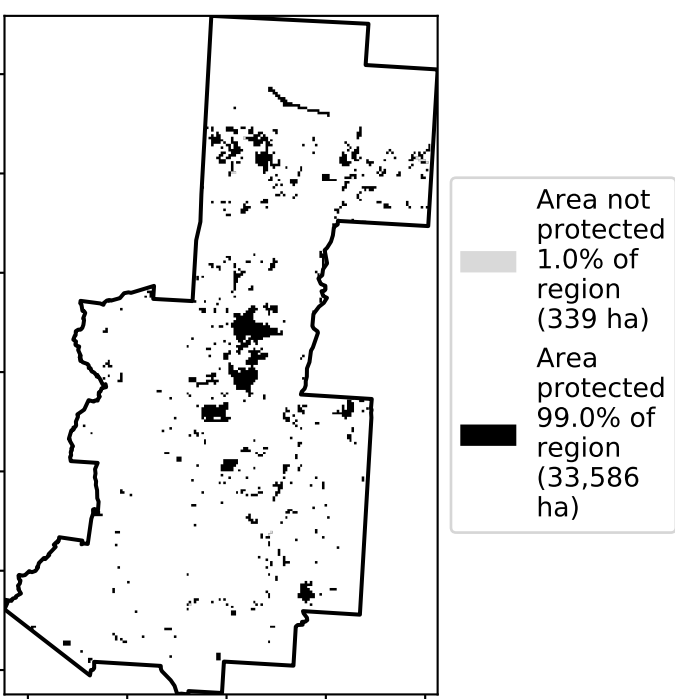 Area not
protected
1.0% of
region
(339 ha)
Area
protected
99.0% of
region
(33,586
ha)